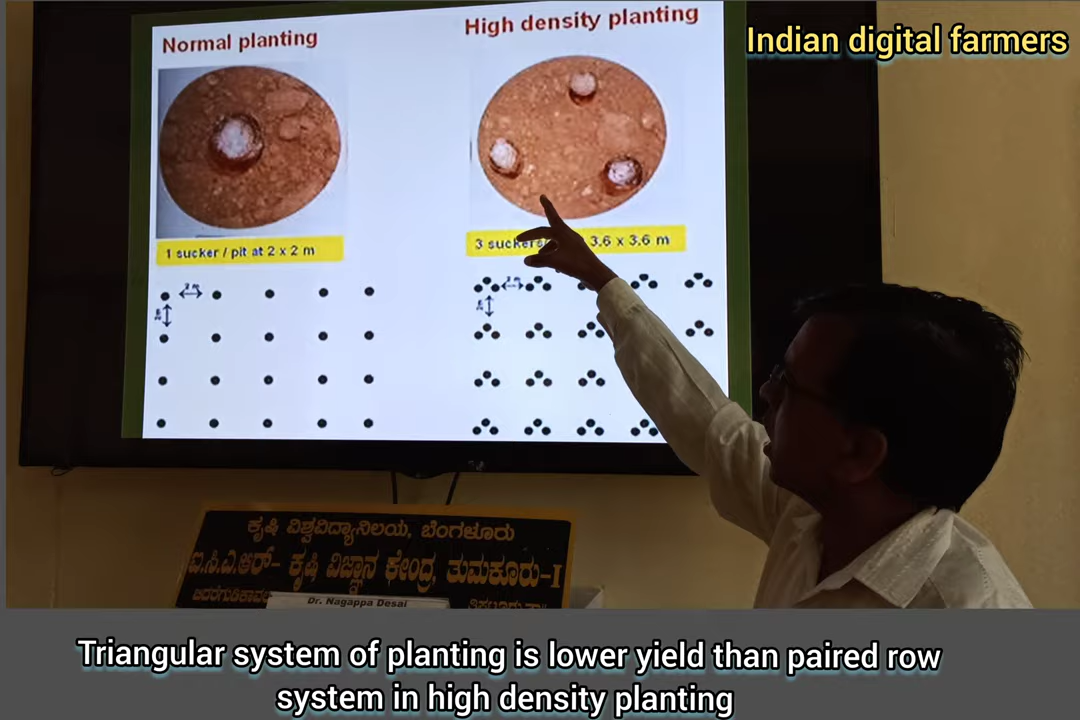 Normal planting
High density planting
Indian digital farmers
1 sucker / pit at 2 x 2 m
3 suckers 3.6 x 3.6 m
ಕೃಷಿ ವಿಶ್ವವಿದ್ಯಾನಿಲಯ, ಬೆಂಗಳೂರು
ಐ.ಸಿ.ಎ.ಆರ್- ಕೃಷಿ ವಿಜ್ಞಾನ ಕೇಂದ್ರ, ತುಮಕೂರು-I
Dr. Nagappa Desai
Triangular system of planting is lower yield than paired row
system in high density planting